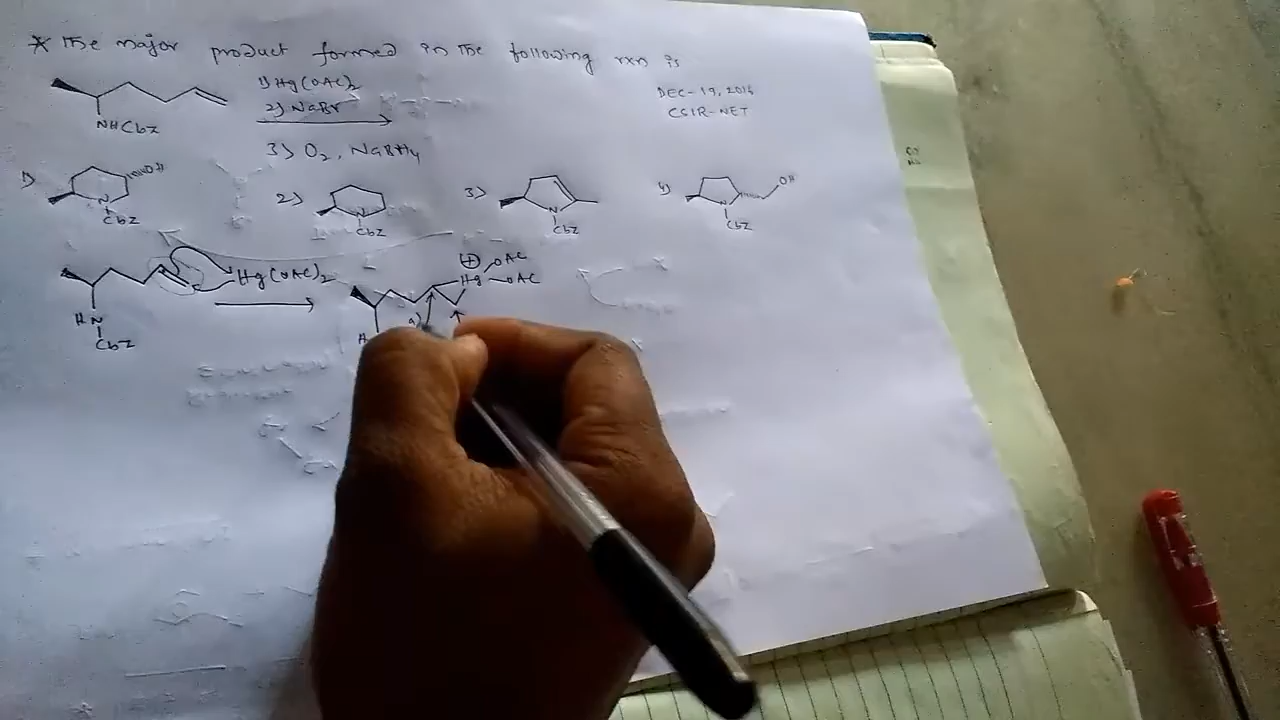 * The major product formed in the following rxn is
1) Hg(OAC)2
2) NaBr
3) O2, NaBH4
NHCbz
DEC-19, 2016
CSIR-NET
1)
OH
N
Cbz
2)
N
Cbz
3)
N
Cbz
4)
OH
N
Cbz
Hg(OAC)2
HN
Cbz
+
OAC
Hg
OAC
a)
H